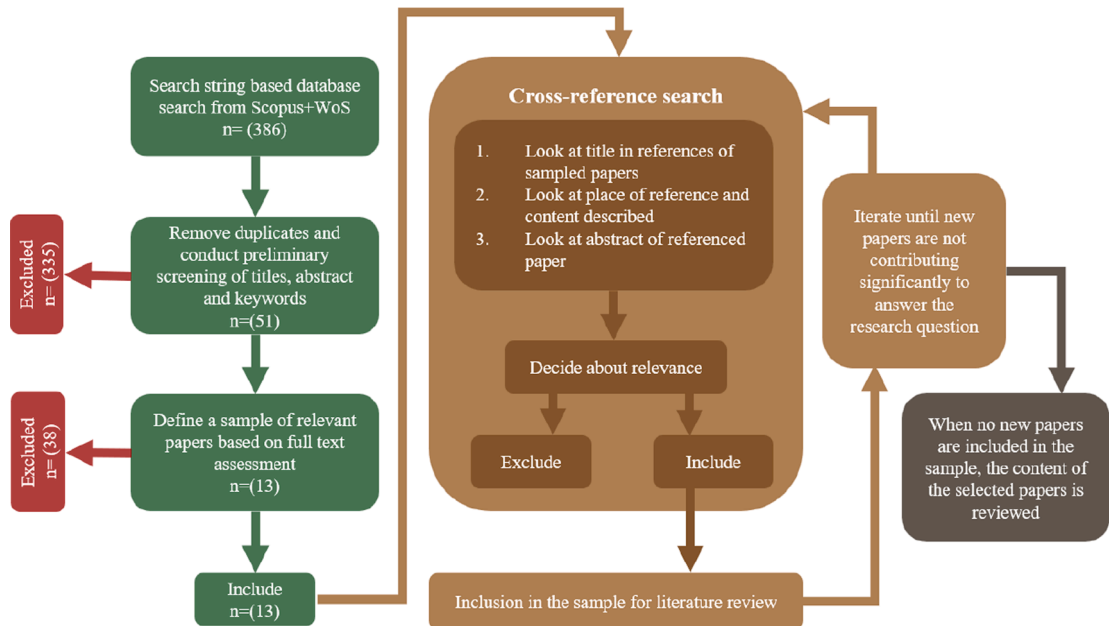 Search string based database
search from Scopus+WoS
n= (386)
Remove duplicates and
conduct preliminary
screening of titles, abstract
and keywords
n=(51)
Excluded
n= (335)
Define a sample of relevant
papers based on full text
assessment
n=(13)
Excluded
n= (38)
Include
n=(13)
Cross-reference search
1. Look at title in references of
sampled papers
2. Look at place of reference and
content described
3. Look at abstract of referenced
paper
Decide about relevance
Exclude
Include
Inclusion in the sample for literature review
Iterate until new
papers are not
contributing
significantly to
answer the
research question
When no new papers
are included in the
sample, the content of
the selected papers is
reviewed